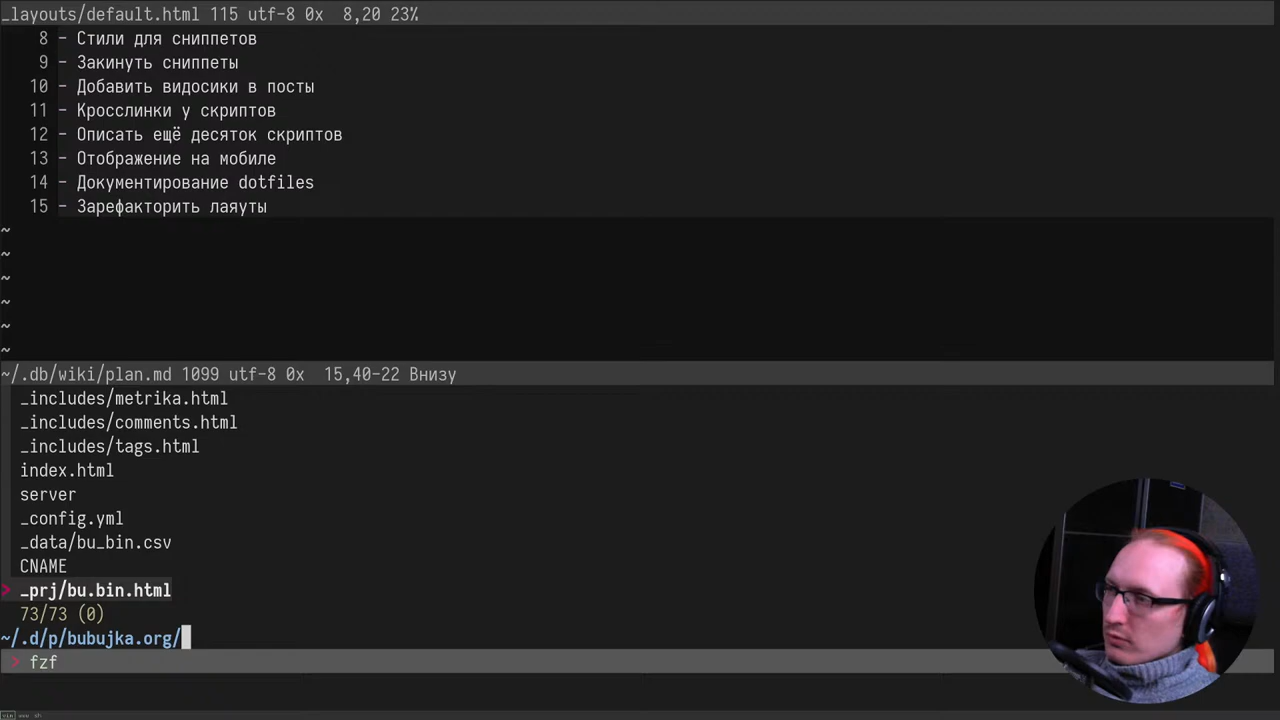 _layouts/default.html 115 utf-8 0x  8,20 23%
8 - Стили для сниппетов
9 - Закинуть сниппеты
10 - Добавить видосики в посты
11 - Кросслинки у скриптов
12 - Описать ещё десяток скриптов
13 - Отображение на мобиле
14 - Документирование dotfiles
15 - Зарефакторить лаяуты
~
~
~
~
~
~
~/.db/wiki/plan.md 1099 utf-8 0x  15,40-22 Внизу
_includes/metrika.html
_includes/comments.html
_includes/tags.html
index.html
server
_config.yml
_data/bu_bin.csv
CNAME
> _prj/bu.bin.html
73/73 (0)
~/.d/p/bubujka.org/
> fzf